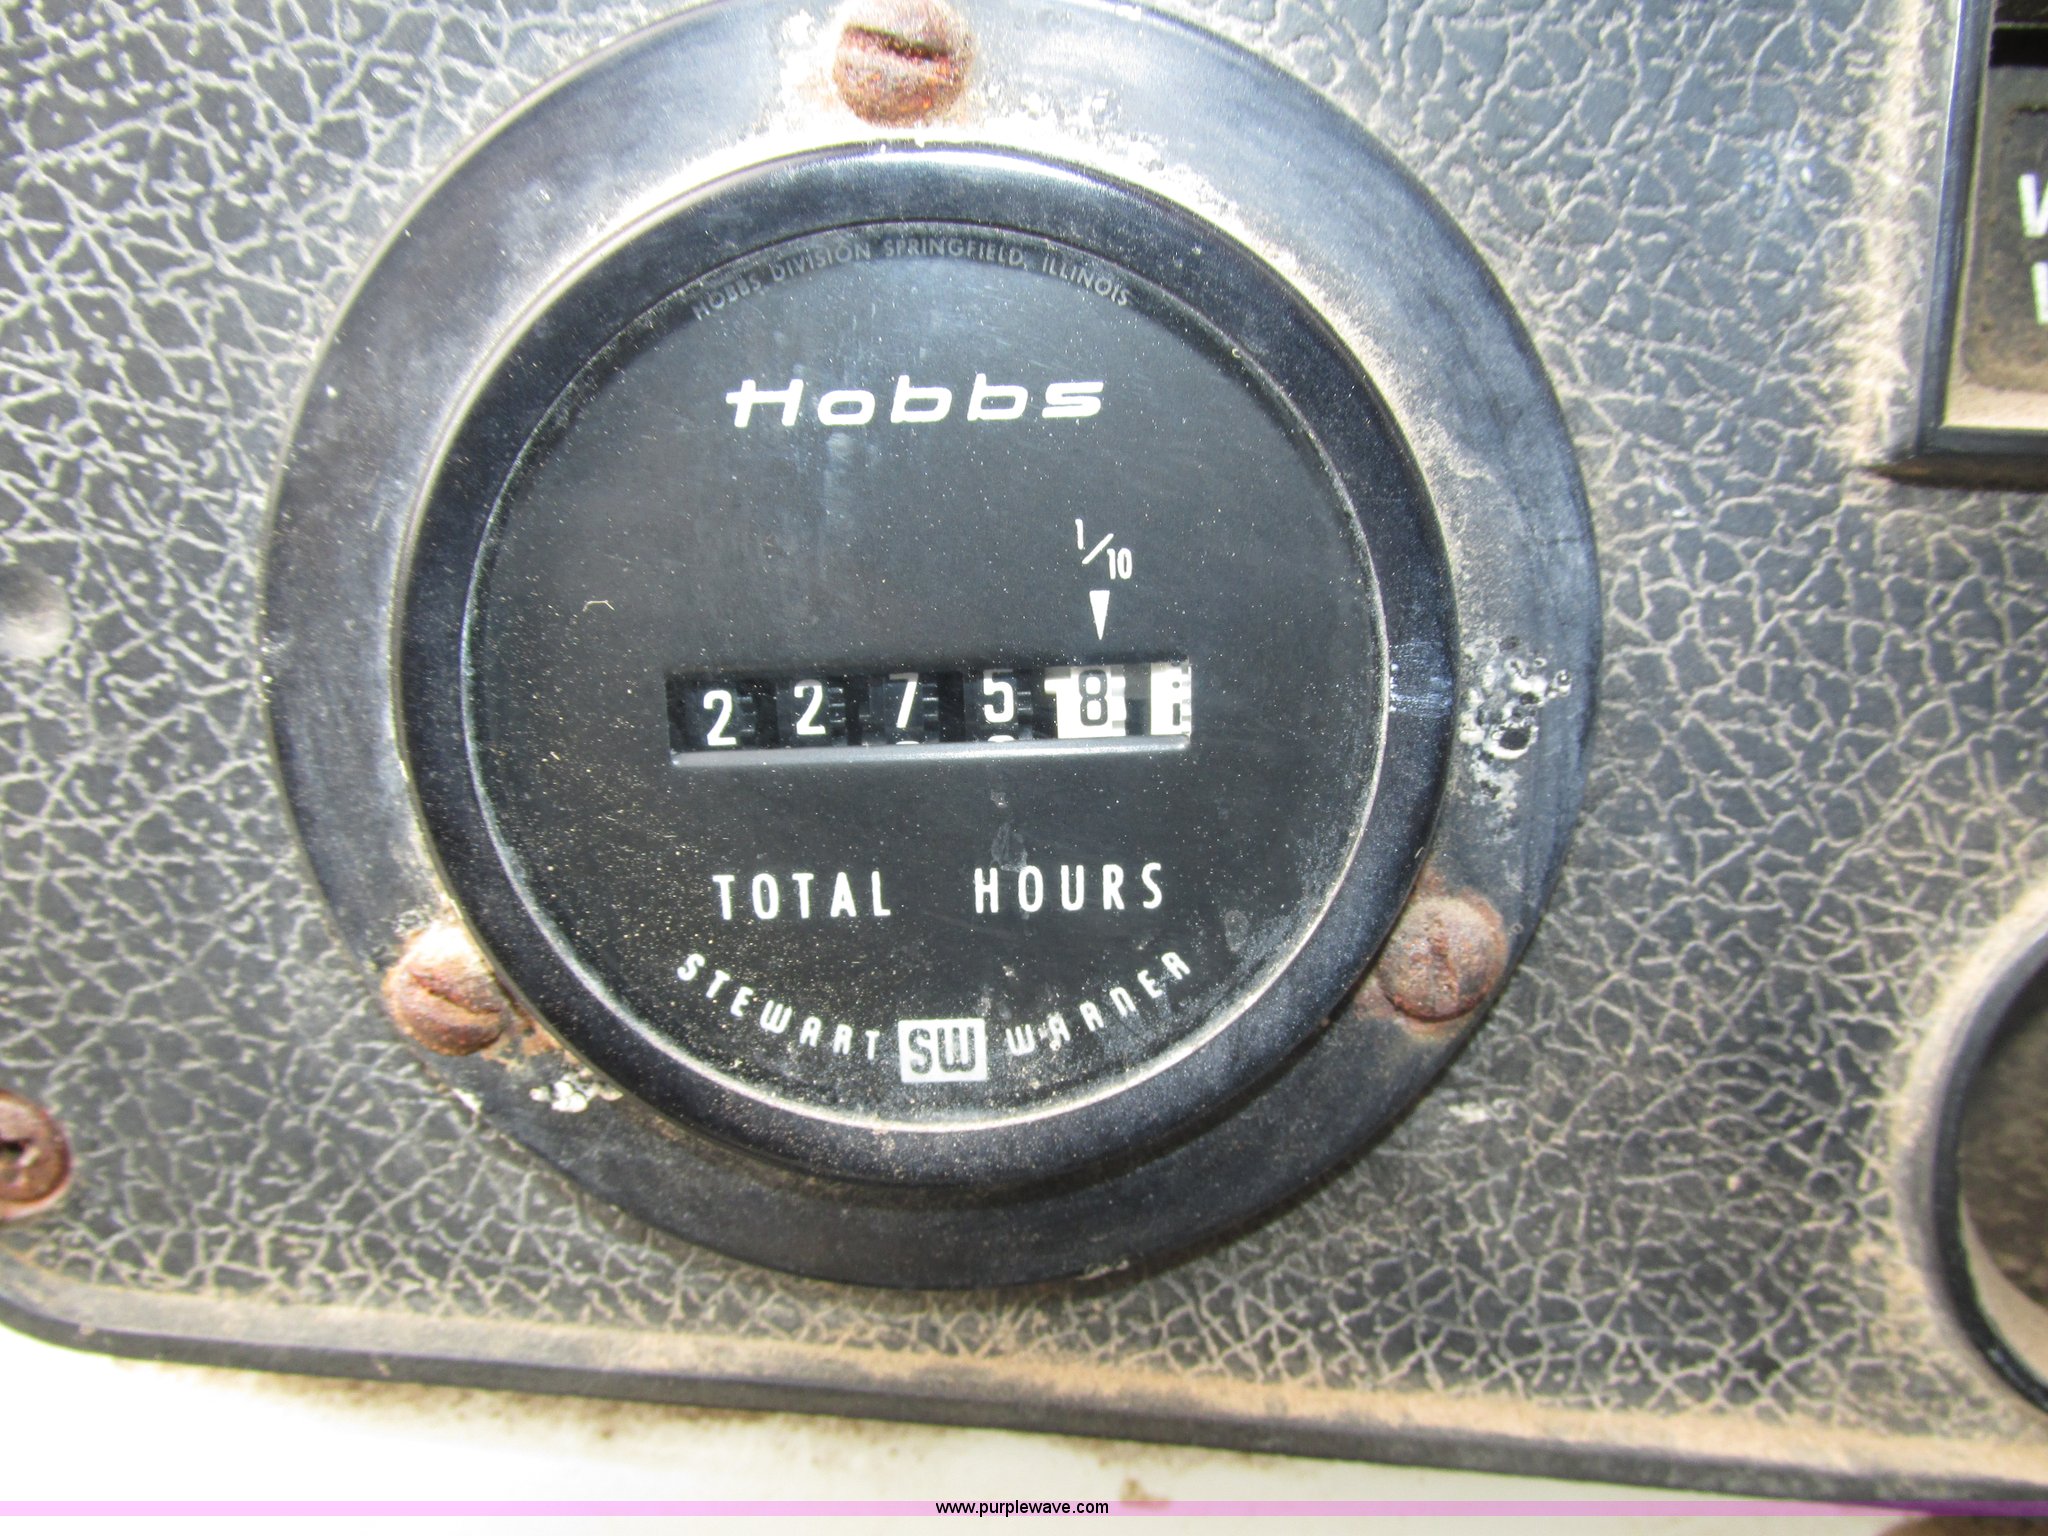 HOBBS DIVISION SPRINGFIELD, ILLINOIS
Hobbs
1/10
2 2 7 5 8
TOTAL HOURS
STEWART SW WARNER
www.purplewave.com